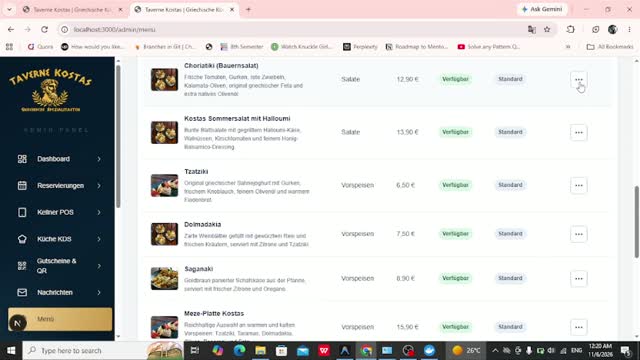 Taverne Kostas | Griechische
Taverne Kostas | Griechische K
Ask Gemini
localhost:3000/admin/menu
Quora
How would you like...
Branches in Git | Ch...
8th Semester
Watch Knuckle Girl...
Perplexity
Roadmap to Mento...
Solve any Pattern Q...
All Bookmarks
TAVERNE KOSTAS
GRIECHISCHE SPEZIALITÄTEN
ADMIN PANEL
Dashboard
Reservierungen
Kellner POS
Küche KDS
Gutscheine &
QR
Nachrichten
Menü
N
Choriatiki (Bauernsalat)
Frische Tomaten, Gurken, rote Zwiebeln,
Kalamata-Oliven, original griechischer Feta und
extra natives Olivenöl
Salate
12,90 €
Verfügbar
Standard
Kostas Sommersalat mit Halloumi
Bunte Blattsalate mit gegrilltem Halloumi-Käse,
Walnüssen, Kirschtomaten und feinem Honig-
Balsamico-Dressing.
Salate
13,90 €
Verfügbar
Standard
Tzatziki
Original griechischer Sahnejoghurt mit Gurken,
frischem Knoblauch, feinem Olivenöl und warmem
Fladenbrot.
Vorspeisen
6,50 €
Verfügbar
Standard
Dolmadakia
Zarte Weinblätter gefüllt mit gewürztem Reis und
frischen Kräutern, serviert mit Zitrone und Tzatziki.
Vorspeisen
7,50 €
Verfügbar
Standard
Saganaki
Goldbraun panierter Schafskäse aus der Pfanne,
serviert mit frischer Zitrone und Oregano.
Vorspeisen
8,90 €
Verfügbar
Standard
Meze-Platte Kostas
Reichhaltige Auswahl an warmen und kalten
Vorspeisen: Tzatziki, Taramas, Dolmadakia,
Vorspeisen
15,90 €
Verfügbar
Standard
Type here to search
26°C
ENG
12:20 AM
11/6/2026